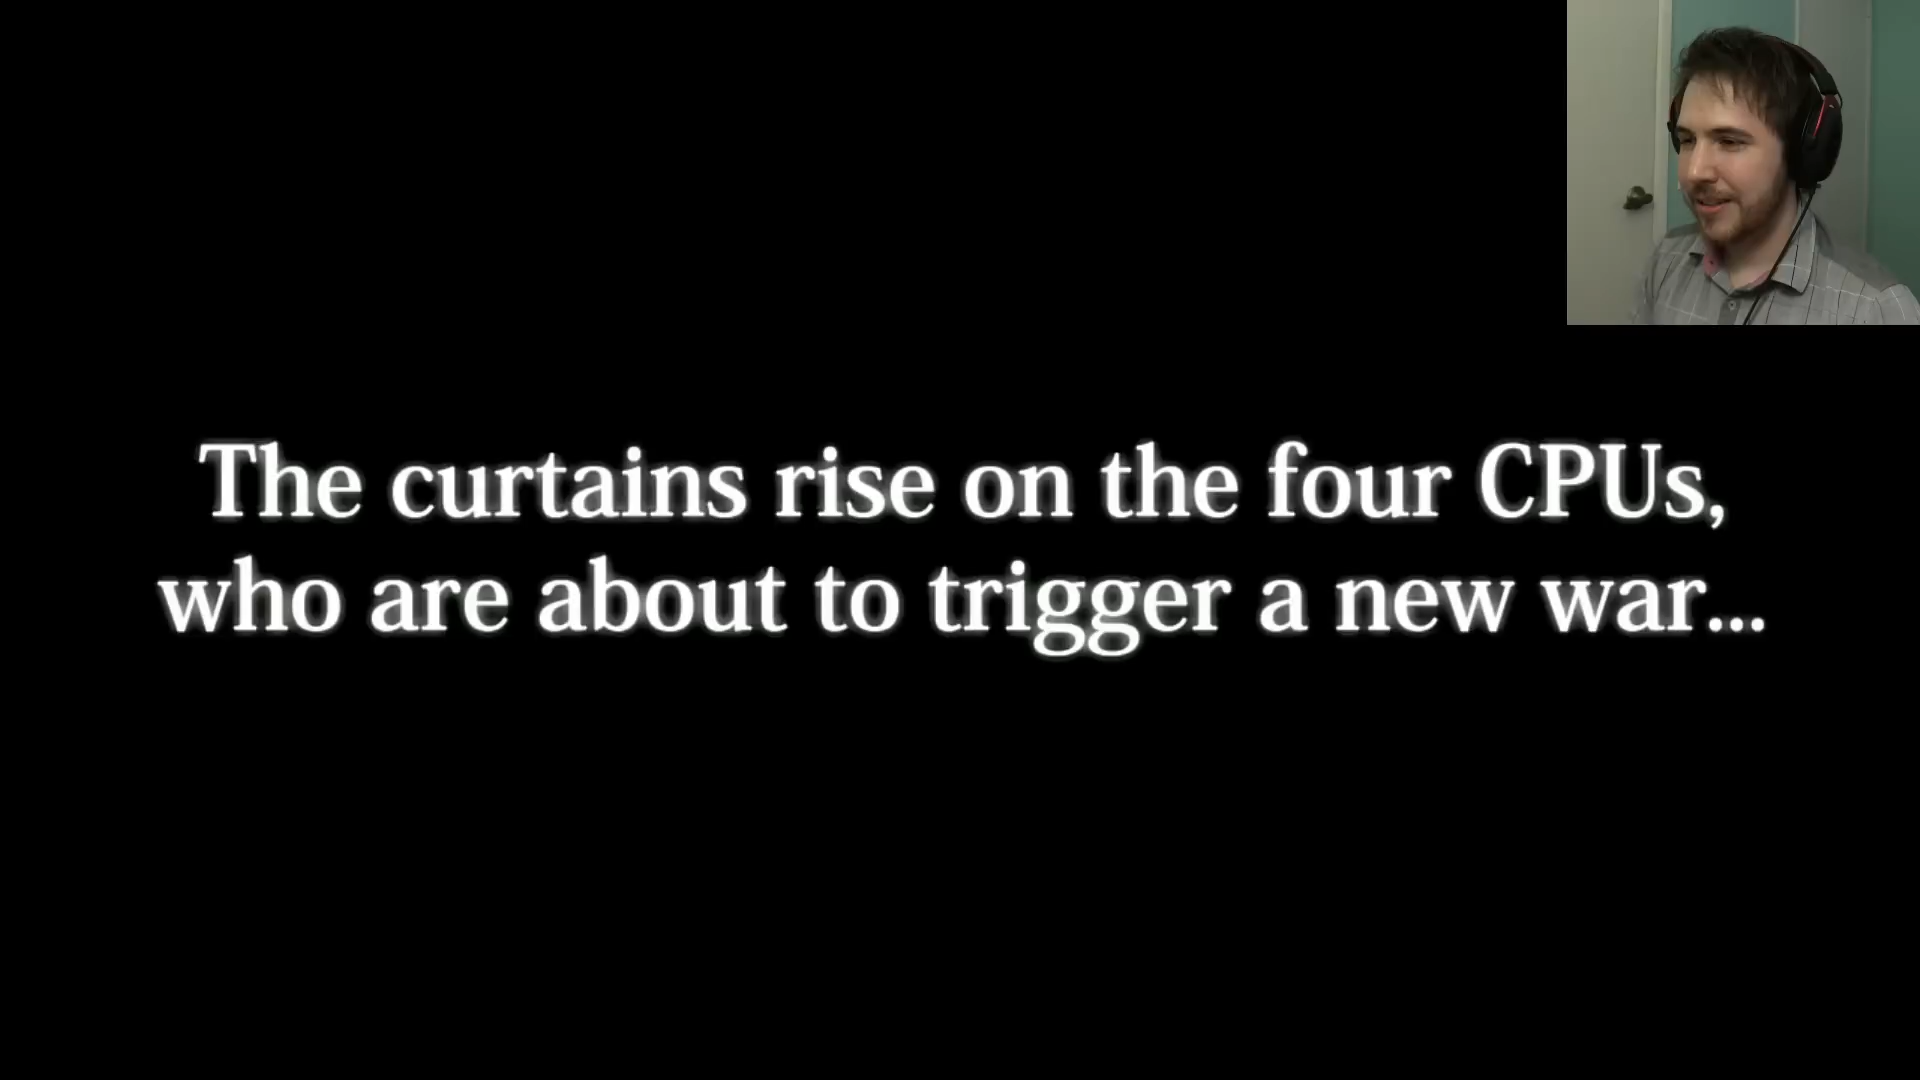 The curtains rise on the four CPUs,
who are about to trigger a new war...